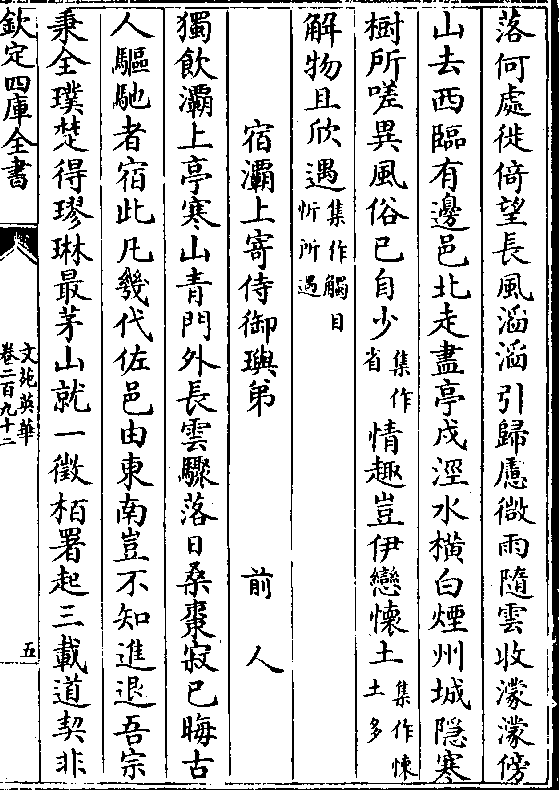 落何處徙倚望長風滔滔引歸慮微雨隨雲收濛濛傍
山去西臨有邊邑北走盡亭戍涇水橫白煙州城隠寒
樹所嗟異風俗已自少集作省情趣豈伊戀懷土集作悚土多
解物且欣遇集作觸目忻所遇
宿灞上寄侍御璵弟 前人
獨飲灞上亭寒山青門外長雲驟落日桑棗寂已晦古
人驅馳者宿此凡幾代佐邑由東南豈不知進退吾宗
秉全璞楚得璆琳最茅山就一徵栢署起三載道契非
欽定四庫全書
文苑英華
卷二百九十二
五